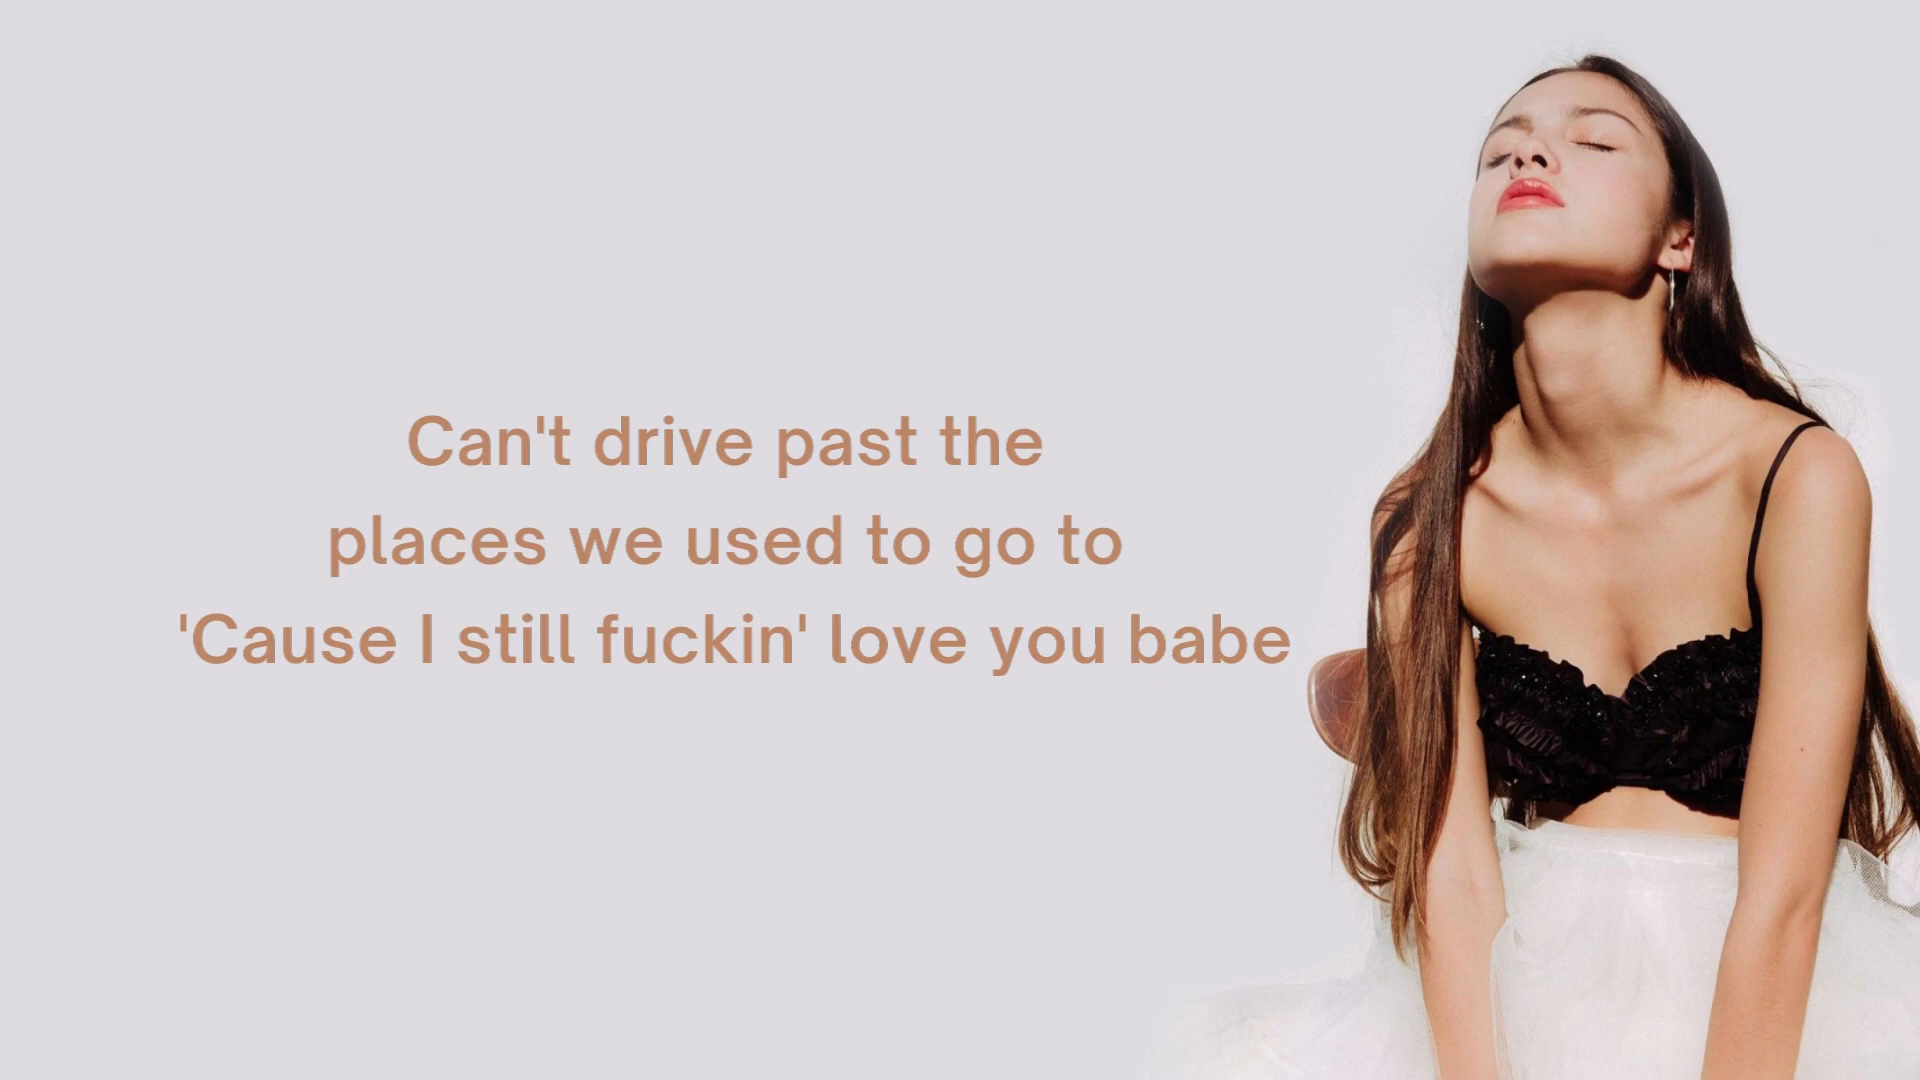 Can't drive past the
places we used to go to
'Cause I still fuckin' love you babe